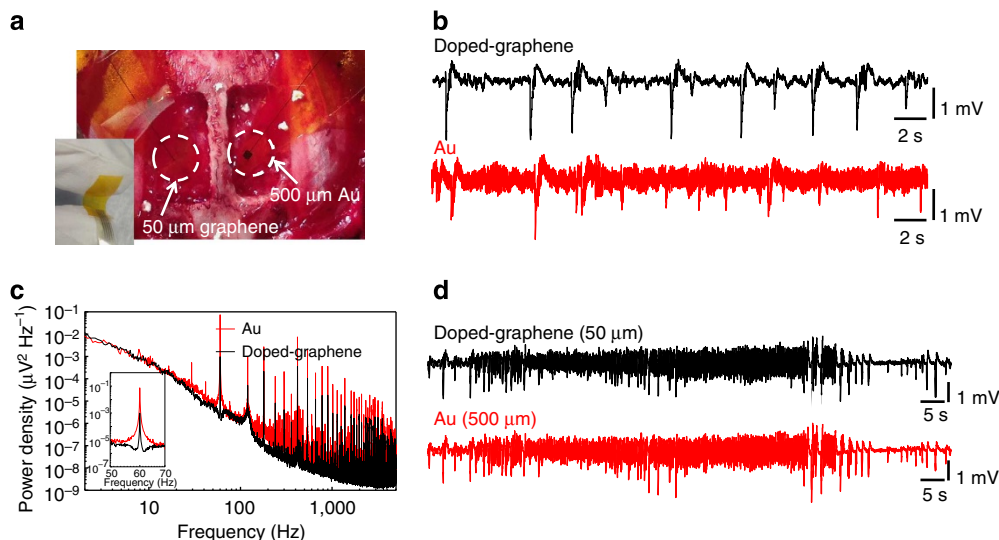 a
50 μm graphene
500 μm Au
b
Doped-graphene
1 mV
2 s
Au
1 mV
2 s
c
Power density (μV² Hz⁻¹)
10⁻¹
10⁻²
10⁻³
10⁻⁴
10⁻⁵
10⁻⁶
10⁻⁷
10⁻⁸
10⁻⁹
Au
Doped-graphene
10⁻¹
10⁻³
10⁻⁵
10⁻⁷
50 60 70
Frequency (Hz)
10 100 1,000
Frequency (Hz)
d
Doped-graphene (50 μm)
1 mV
5 s
Au (500 μm)
1 mV
5 s